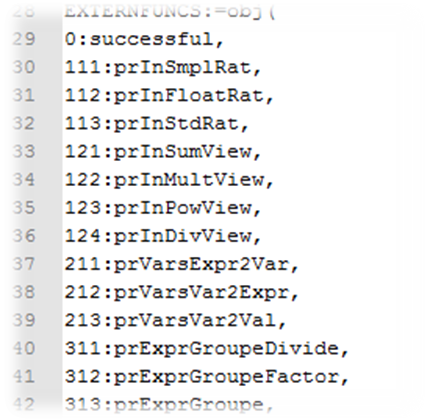 28 EXTERNFUNCS:=obj(
29 0:successful,
30 111:prInSmplRat,
31 112:prInFloatRat,
32 113:prInStdRat,
33 121:prInSumView,
34 122:prInMultView,
35 123:prInPowView,
36 124:prInDivView,
37 211:prVarsExpr2Var,
38 212:prVarsVar2Expr,
39 213:prVarsVar2Val,
40 311:prExprGroupeDivide,
41 312:prExprGroupeFactor,
42 313:prExprGroupe,